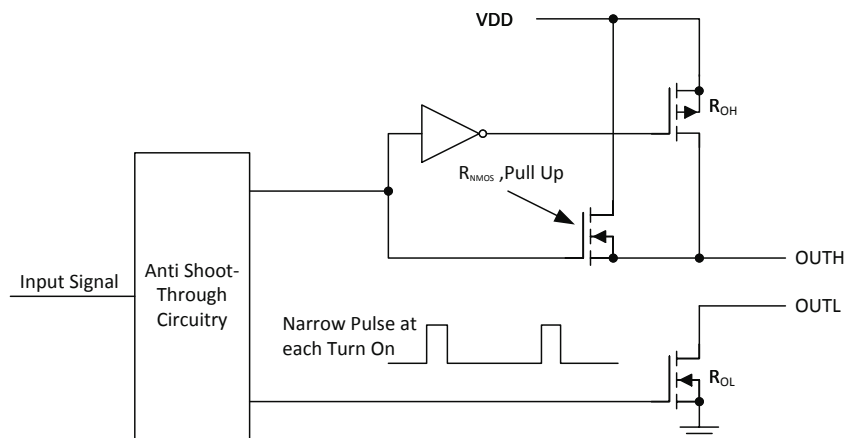 VDD
ROH
RNMOS ,Pull Up
Input Signal
Anti Shoot-
Through
Circuitry
OUTH
OUTL
Narrow Pulse at
each Turn On
ROL